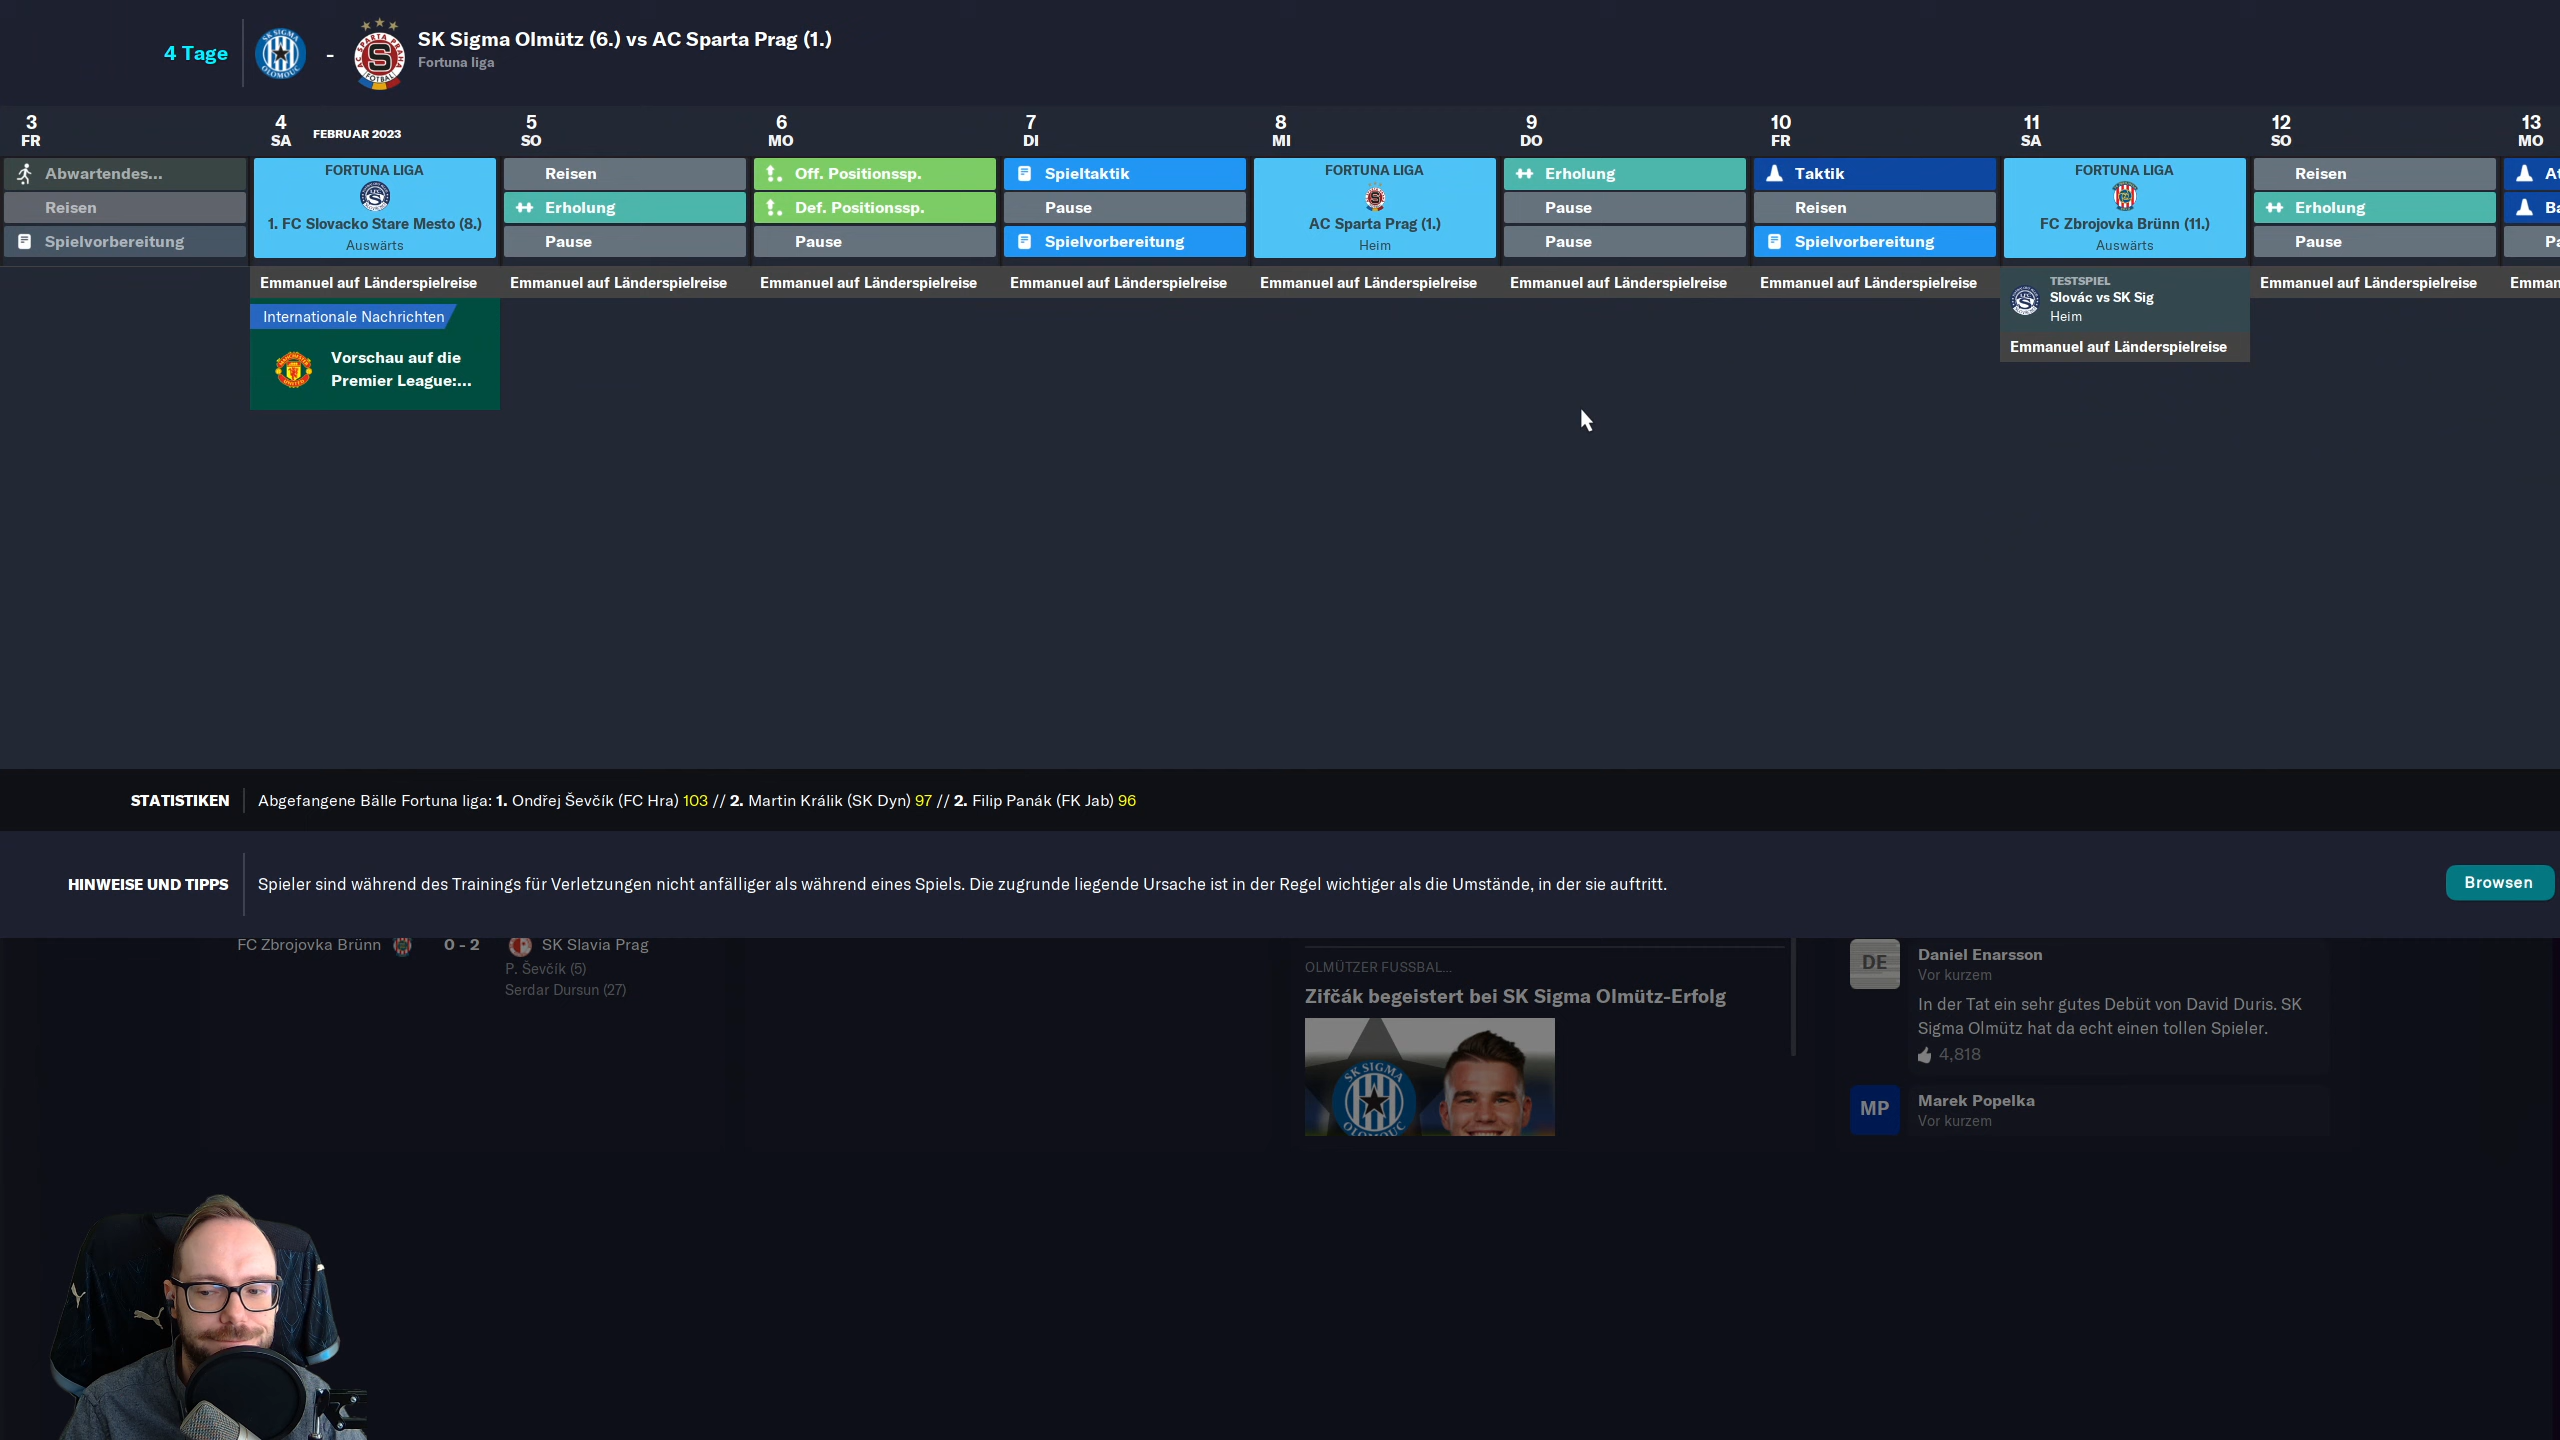 4 Tage
-
SK Sigma Olmütz (6.) vs AC Sparta Prag (1.)
Fortuna liga
3
FR
4
SA
FEBRUAR 2023
5
SO
6
MO
7
DI
8
MI
9
DO
10
FR
11
SA
12
SO
13
MO
Abwartendes...
Reisen
Spielvorbereitung
FORTUNA LIGA
1. FC Slovacko Stare Mesto (8.)
Auswärts
Reisen
Erholung
Pause
Off. Positionssp.
Def. Positionssp.
Pause
Spieltaktik
Pause
Spielvorbereitung
FORTUNA LIGA
AC Sparta Prag (1.)
Heim
Erholung
Pause
Pause
Taktik
Reisen
Spielvorbereitung
FORTUNA LIGA
FC Zbrojovka Brünn (11.)
Auswärts
Reisen
Erholung
Pause
Ba
Pa
Emmanuel auf Länderspielreise
Emmanuel auf Länderspielreise
Emmanuel auf Länderspielreise
Emmanuel auf Länderspielreise
Emmanuel auf Länderspielreise
Emmanuel auf Länderspielreise
Emmanuel auf Länderspielreise
TESTSPIEL
Slovác vs SK Sig
Heim
Emmanuel auf Länderspielreise
Emmanuel auf Länderspielreise
Emman
Internationale Nachrichten
Vorschau auf die
Premier League:...
STATISTIKEN
Abgefangene Bälle Fortuna liga: 1. Ondřej Ševčík (FC Hra) 103 // 2. Martin Králik (SK Dyn) 97 // 2. Filip Panák (FK Jab) 96
HINWEISE UND TIPPS
Spieler sind während des Trainings für Verletzungen nicht anfälliger als während eines Spiels. Die zugrunde liegende Ursache ist in der Regel wichtiger als die Umstände, in der sie auftritt.
Browsen
FC Zbrojovka Brünn 0 - 2 SK Slavia Prag
P. Ševčík (5)
Serdar Dursun (27)
OLMÜTZER FUSSBAL...
Zifčák begeistert bei SK Sigma Olmütz-Erfolg
SK SIGMA
OLOMOUC
DE
Daniel Enarsson
Vor kurzem
In der Tat ein sehr gutes Debüt von David Duris. SK
Sigma Olmütz hat da echt einen tollen Spieler.
4,818
MP
Marek Popelka
Vor kurzem